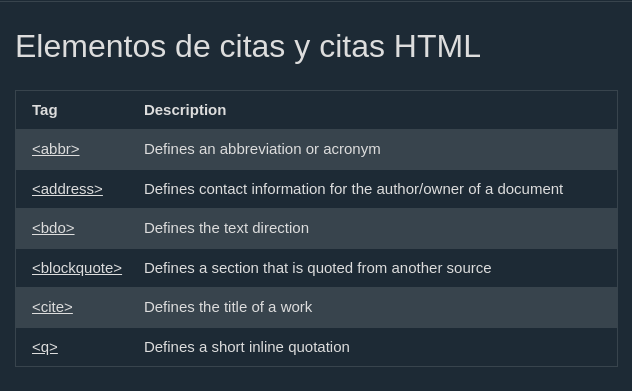 Elementos de citas y citas HTML
Tag Description
<abbr> Defines an abbreviation or acronym
<address> Defines contact information for the author/owner of a document
<bdo> Defines the text direction
<blockquote> Defines a section that is quoted from another source
<cite> Defines the title of a work
<q> Defines a short inline quotation